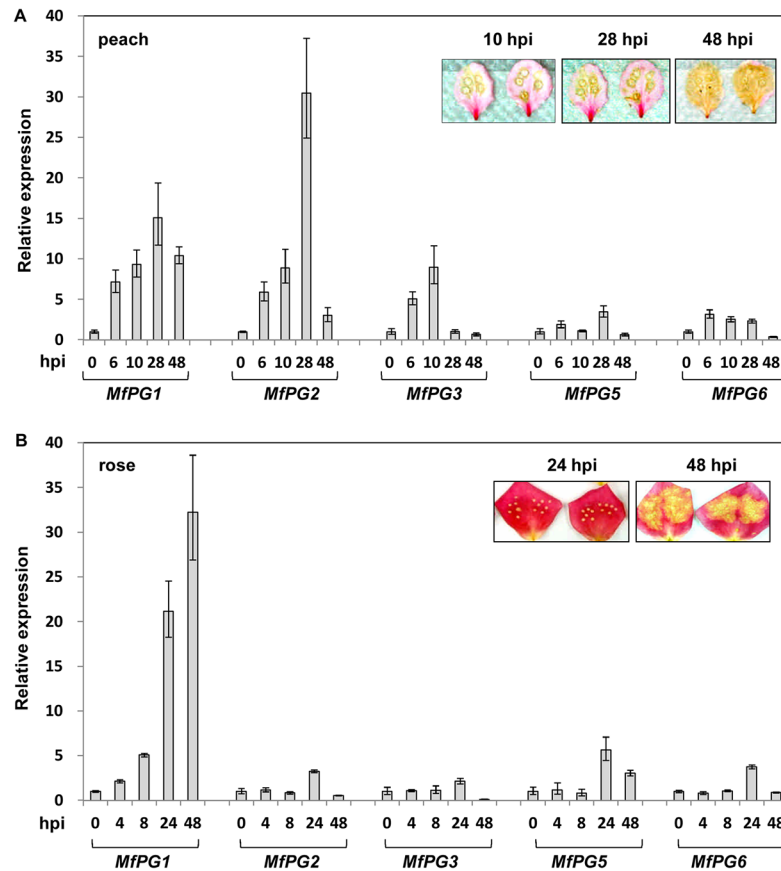 A
peach
10 hpi 28 hpi 48 hpi
Relative expression
40
35
30
25
20
15
10
5
0
hpi 0 6 10 28 48 0 6 10 28 48 0 6 10 28 48 0 6 10 28 48 0 6 10 28 48
MfPG1 MfPG2 MfPG3 MfPG5 MfPG6
B
rose
24 hpi 48 hpi
Relative expression
40
35
30
25
20
15
10
5
0
hpi 0 4 8 24 48 0 4 8 24 48 0 4 8 24 48 0 4 8 24 48 0 4 8 24 48
MfPG1 MfPG2 MfPG3 MfPG5 MfPG6